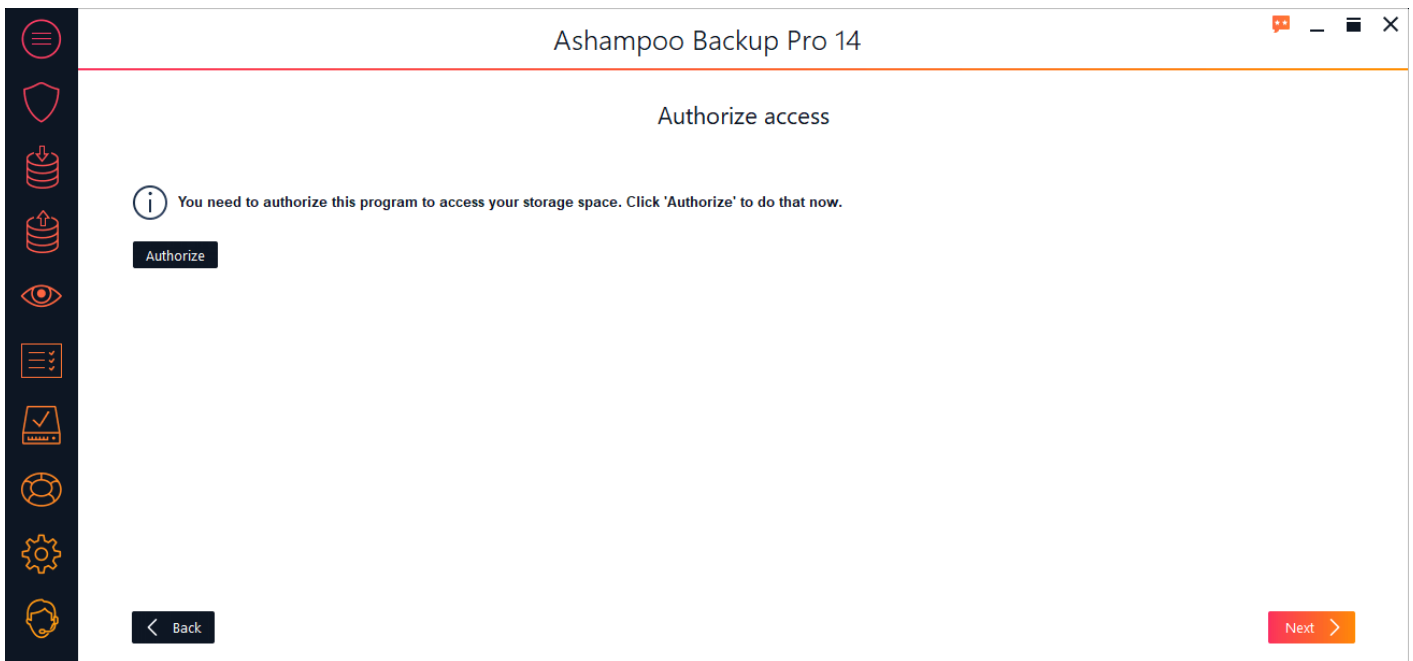 Ashampoo Backup Pro 14
Authorize access
You need to authorize this program to access your storage space. Click 'Authorize' to do that now.
Authorize
Back
Next